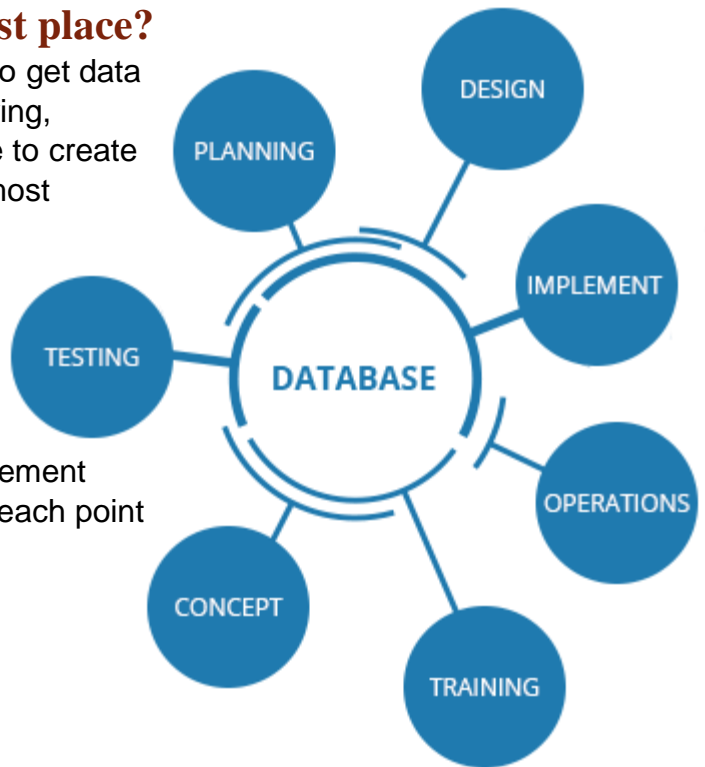 st place?
o get data
ing,
e to create
nost
ement
each point
DESIGN
PLANNING
IMPLEMENT
TESTING
DATABASE
OPERATIONS
CONCEPT
TRAINING